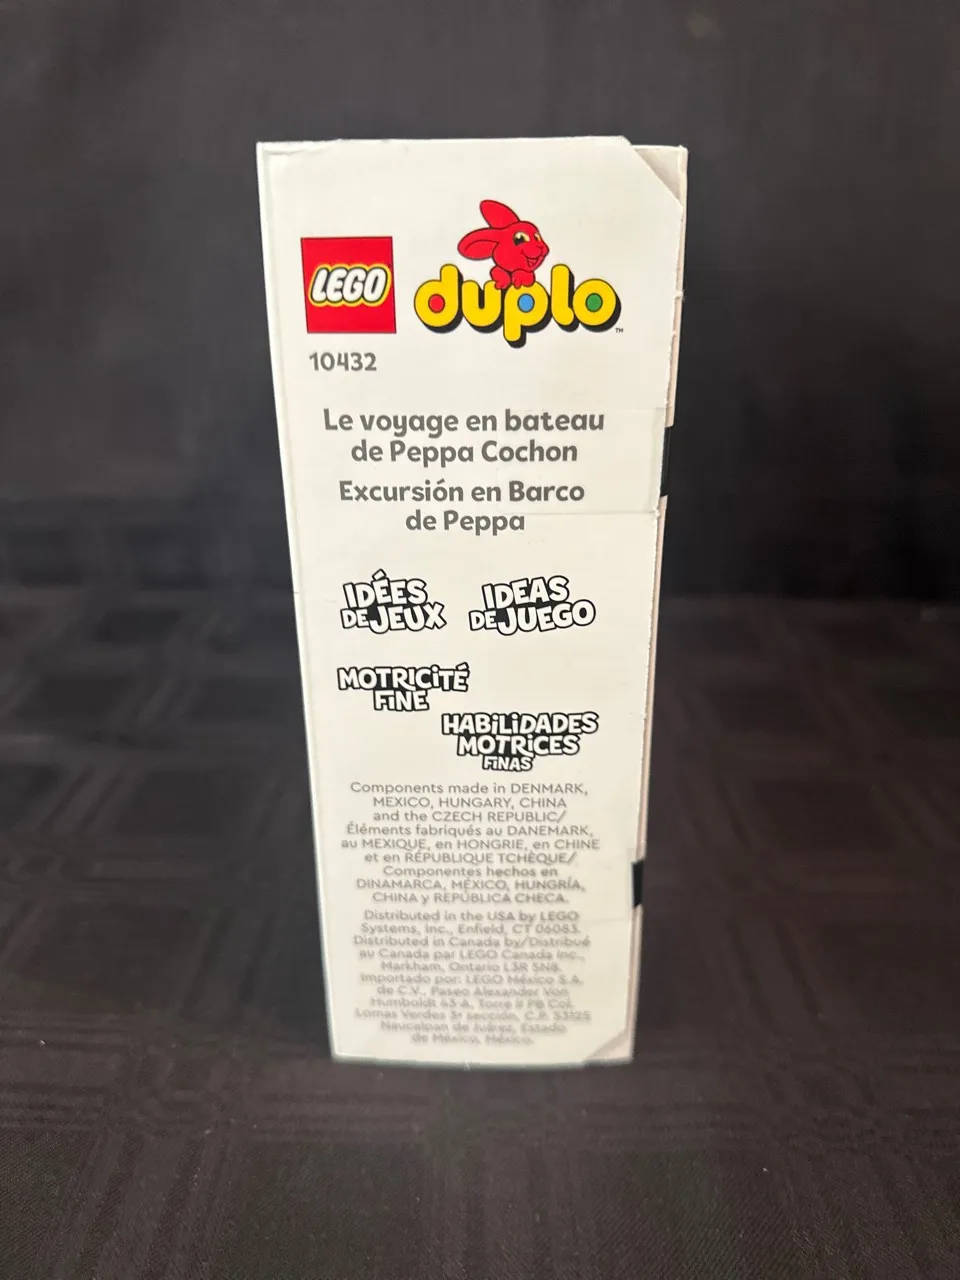 LEGO
duplo
™
10432
Le voyage en bateau
de Peppa Cochon
Excursión en Barco
de Peppa
IDÉES
DE JEUX
IDEAS
DE JUEGO
MOTRiCiTÉ
FiNE
HABiLiDADES
MOTRiCES
FiNAS
Components made in DENMARK,
MEXICO, HUNGARY, CHINA
and the CZECH REPUBLIC/
Éléments fabriqués au DANEMARK,
au MEXIQUE, en HONGRIE, en CHINE
et en RÉPUBLIQUE TCHÈQUE/
Componentes hechos en
DINAMARCA, MÉXICO, HUNGRÍA,
CHINA y REPÚBLICA CHECA.
Distributed in the USA by LEGO
Systems, Inc., Enfield, CT 06083.
Distributed in Canada by/Distribué
au Canada par LEGO Canada Inc.,
Markham, Ontario L3R 5N8.
Importado por: LEGO México S.A.
de C.V., Paseo Alexander Von
Humboldt 43-A, Torre II PB Col.
Lomas Verdes 3ª sección, C.P. 53125
Naucalpan de Juárez, Estado
de México, México.